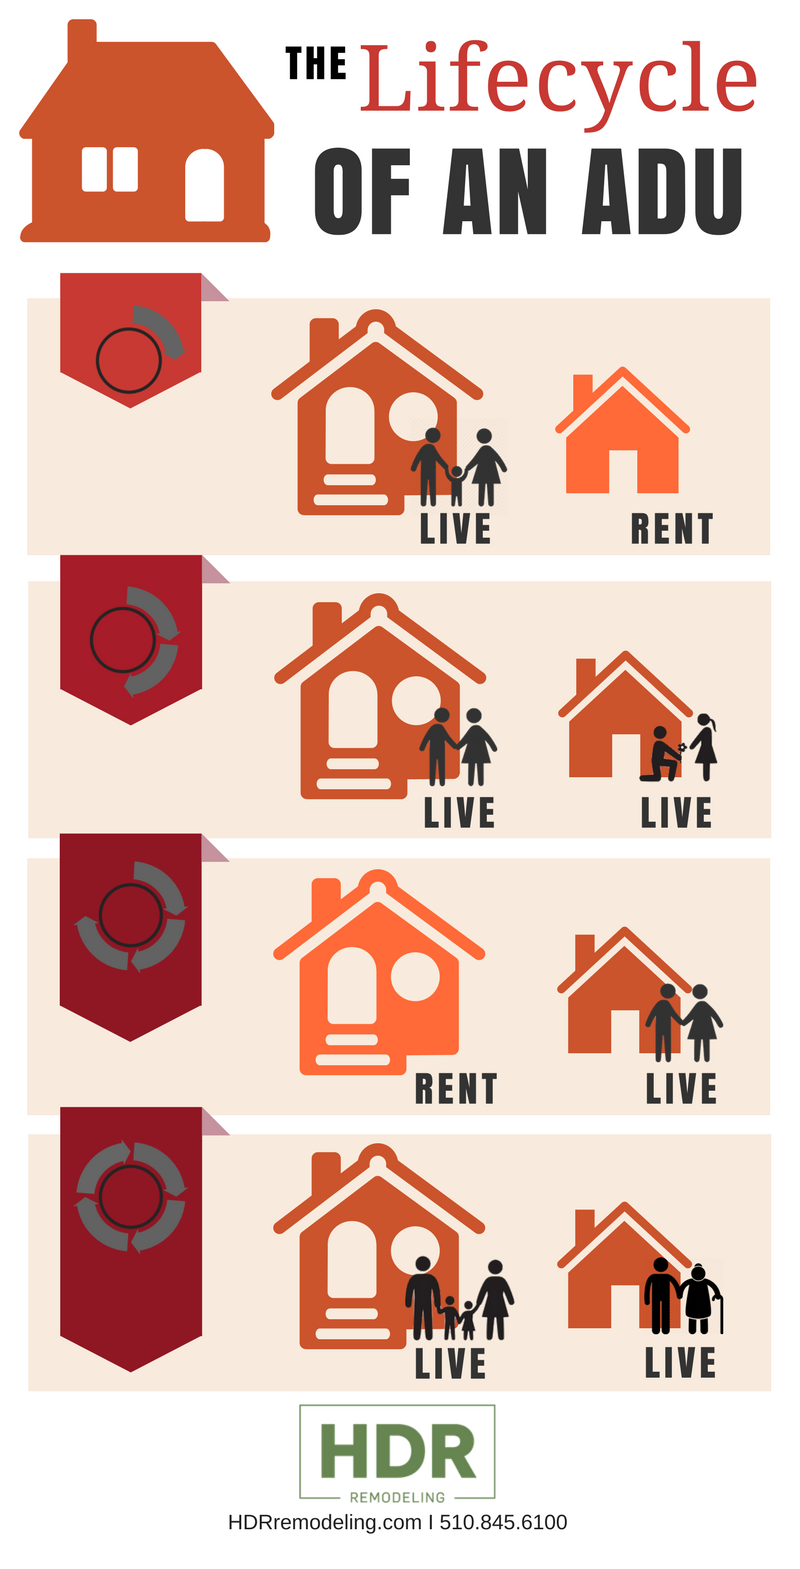 THE Lifecycle
OF AN ADU
LIVE RENT
LIVE LIVE
RENT LIVE
LIVE LIVE
HDR
REMODELING
HDRremodeling.com I 510.845.6100